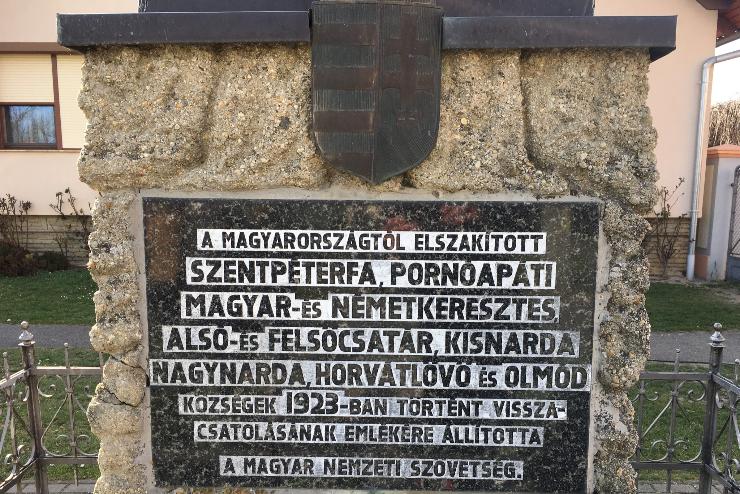 A MAGYARORSZÁGTÓL ELSZAKÍTOTT
SZENTPÉTERFA, PORNÓAPÁTI
MAGYAR- ÉS NÉMETKERESZTES,
ALSÓ- ÉS FELSŐCSATÁR, KISNARDA
NAGYNARDA, HORVÁTLÖVŐ ÉS OLMÓD
KÖZSÉGEK 1923-BAN TÖRTÉNT VISSZA-
CSATOLÁSÁNAK EMLÉKÉRE ÁLLÍTOTTA
A MAGYAR NEMZETI SZÖVETSÉG.